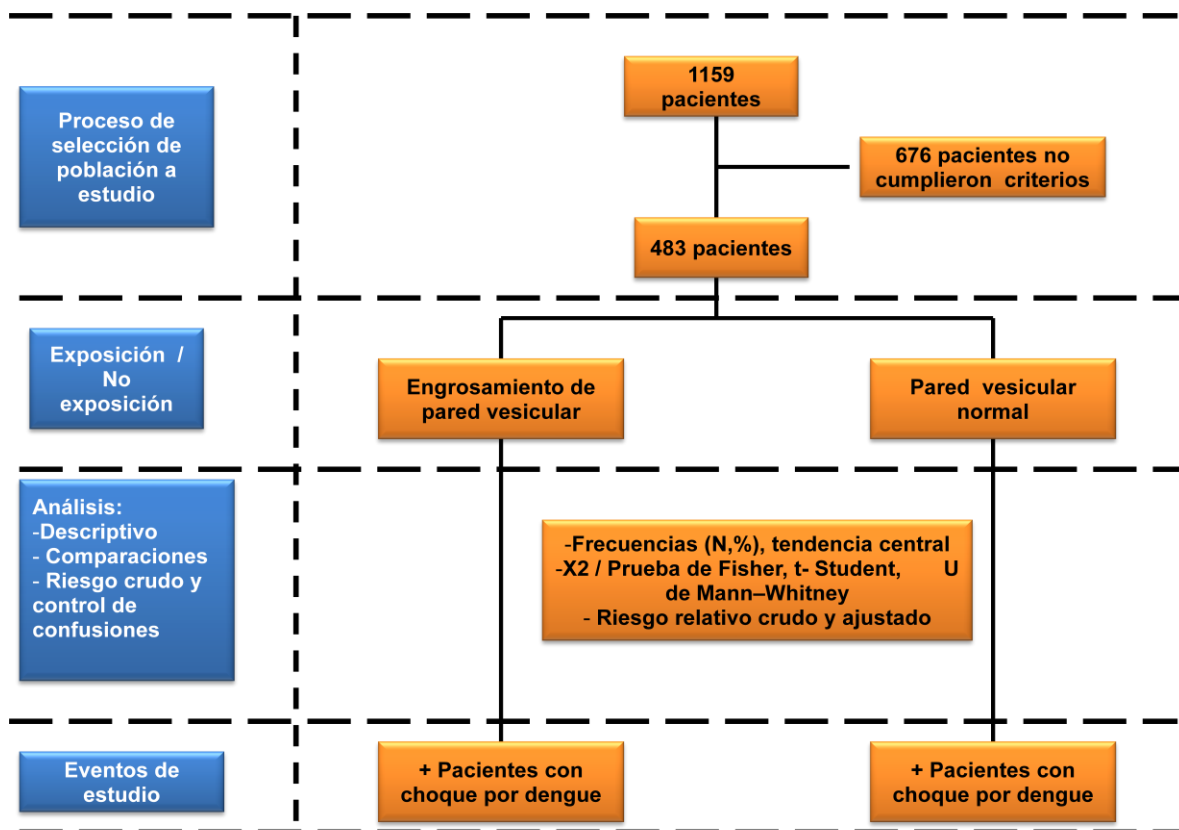 Proceso de
selección de
población a
estudio
1159
pacientes
676 pacientes no
cumplieron criterios
483 pacientes
Exposición /
No
exposición
Engrosamiento de
pared vesicular
Pared vesicular
normal
Análisis:
-Descriptivo
- Comparaciones
- Riesgo crudo y
control de
confusiones
-Frecuencias (N,%), tendencia central
-X2 / Prueba de Fisher, t- Student, U
de Mann–Whitney
- Riesgo relativo crudo y ajustado
Eventos de
estudio
+ Pacientes con
choque por dengue
+ Pacientes con
choque por dengue